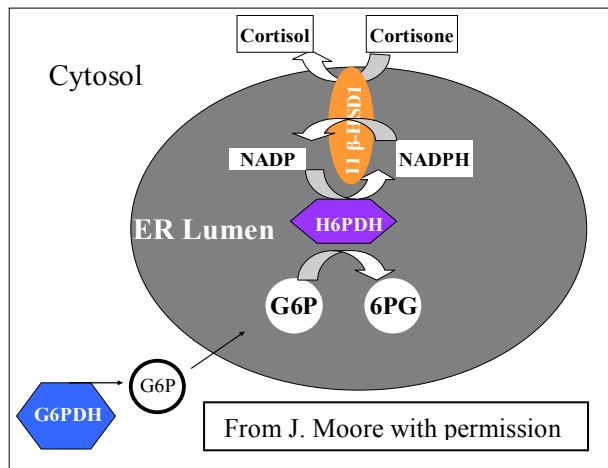 Cortisol Cortisone
Cytosol
11 β-HSD1
NADP NADPH
H6PDH
ER Lumen
G6P 6PG
G6P
G6PDH
From J. Moore with permission